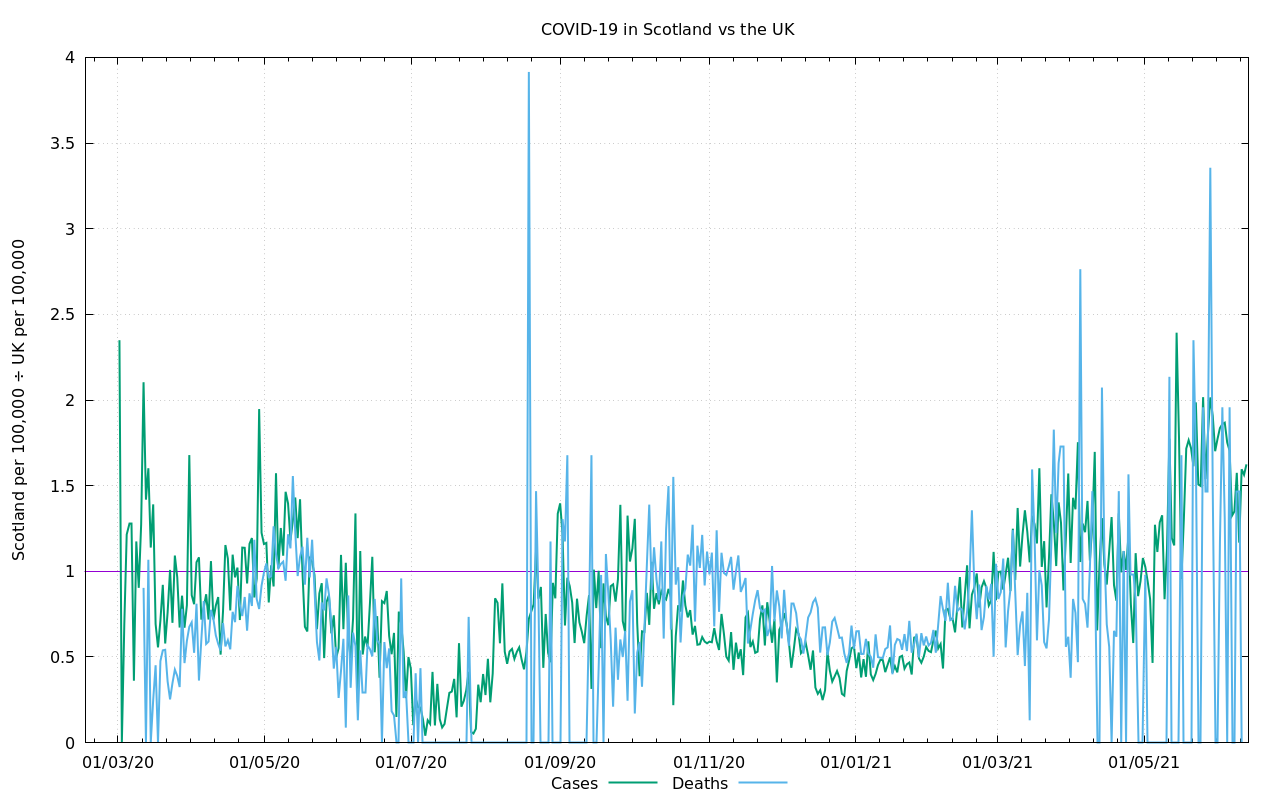 COVID-19 in Scotland vs the UK
Scotland per 100,000 ÷ UK per 100,000
4
3.5
3
2.5
2
1.5
1
0.5
0
01/03/20 01/05/20 01/07/20 01/09/20 01/11/20 01/01/21 01/03/21 01/05/21
Cases Deaths